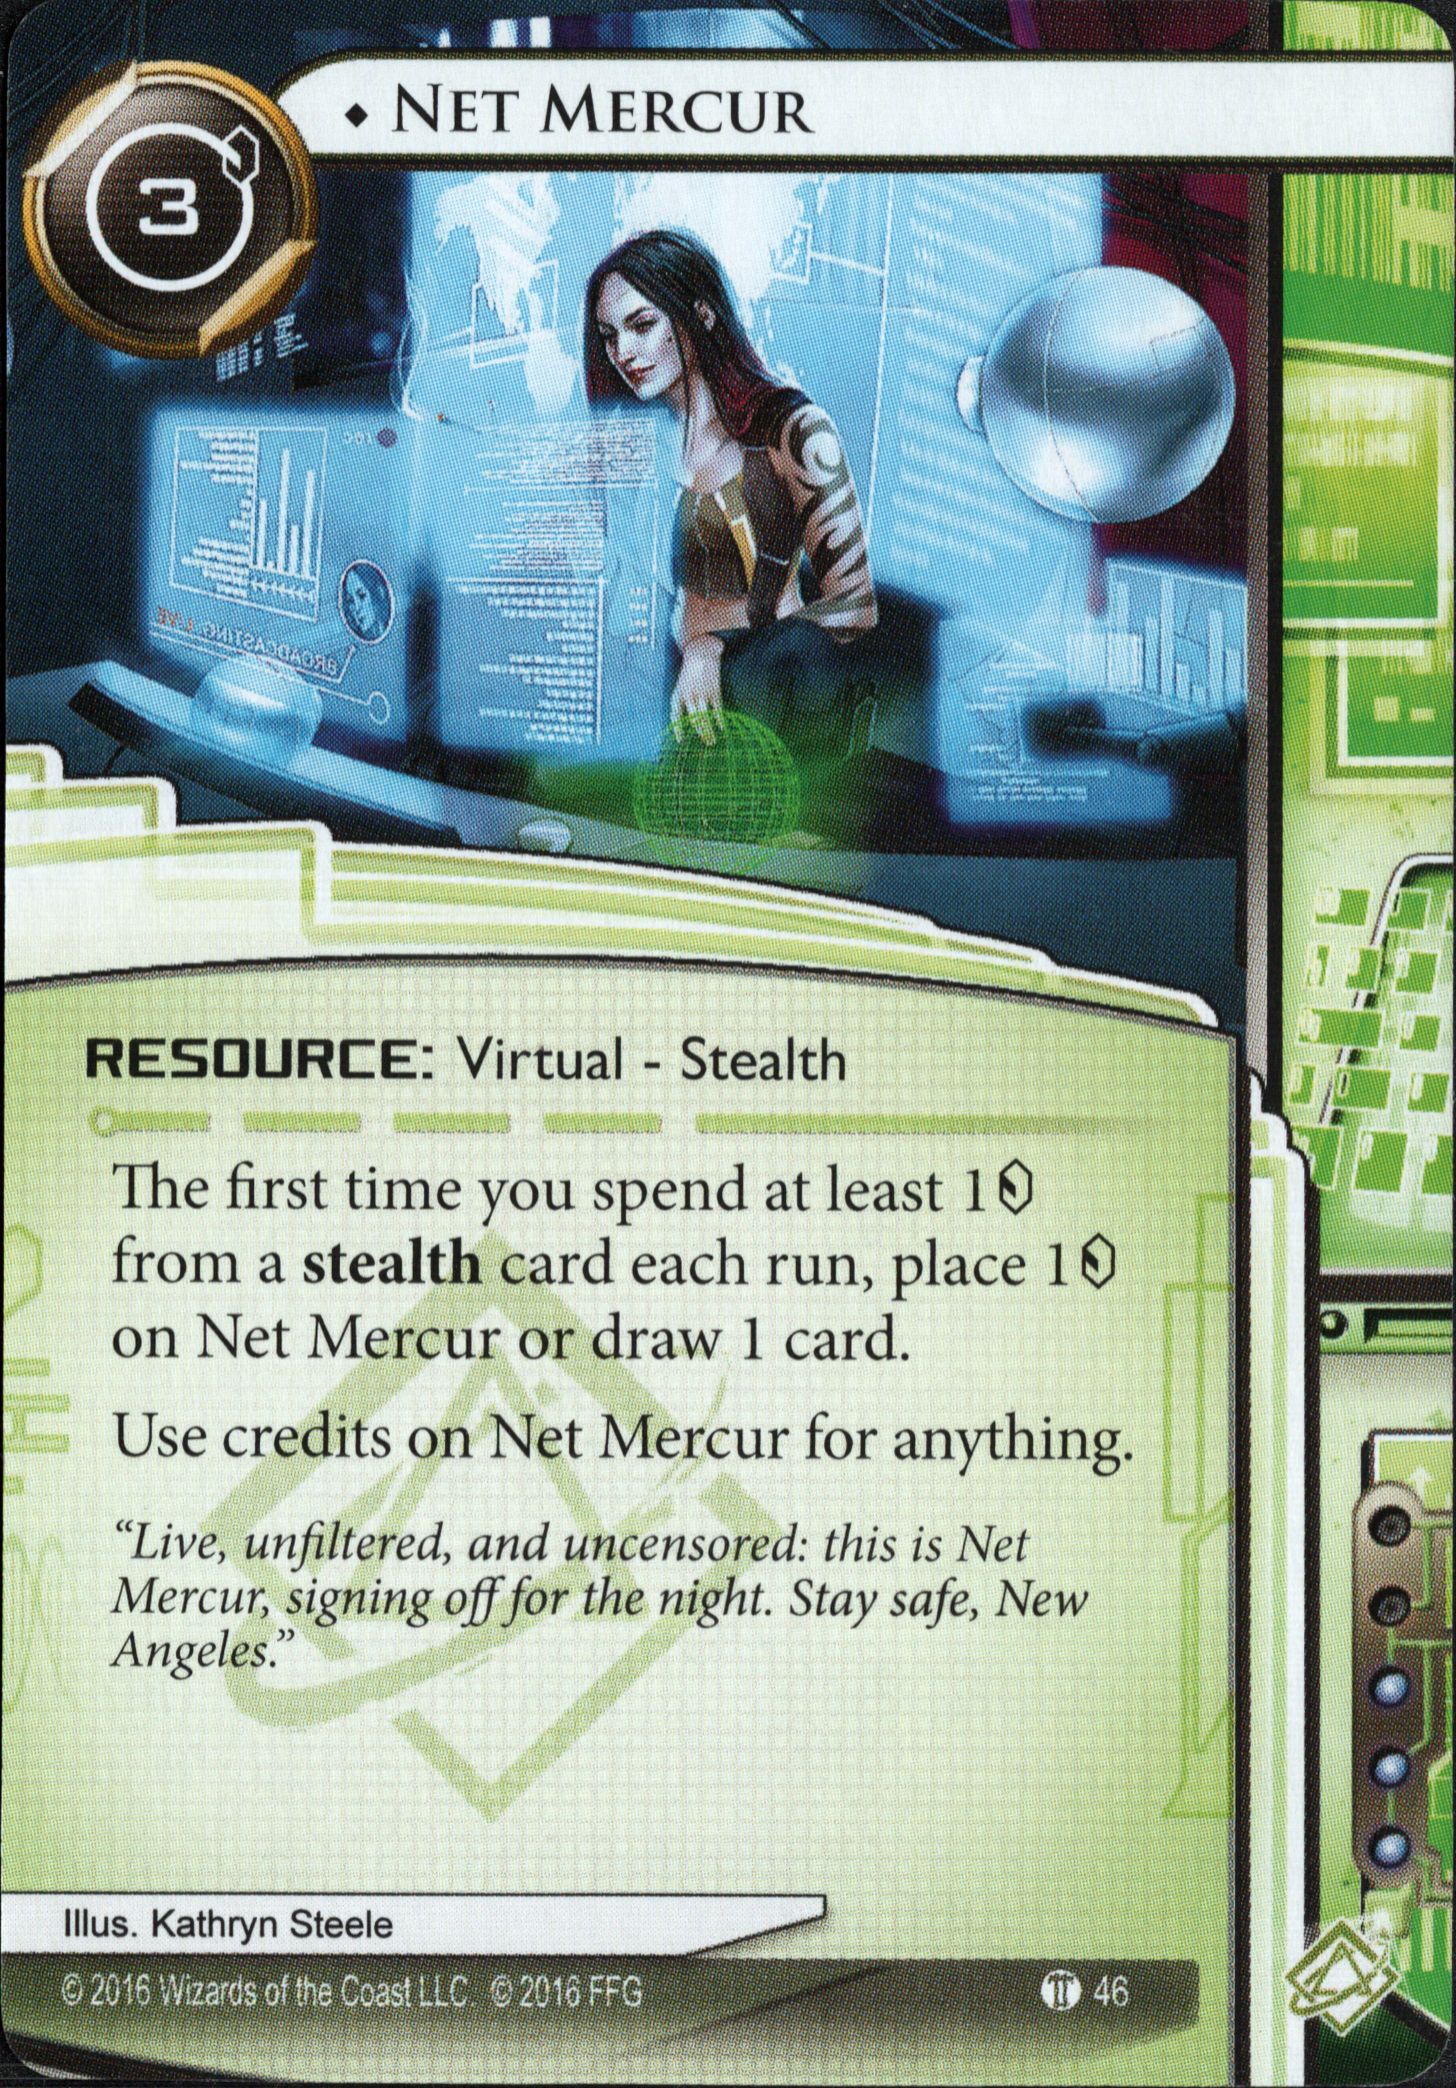 3
◆ NET MERCUR
BROADCASTING LIVE
RESOURCE: Virtual - Stealth
The first time you spend at least 1
from a stealth card each run, place 1
on Net Mercur or draw 1 card.
Use credits on Net Mercur for anything.
“Live, unfiltered, and uncensored: this is Net
Mercur, signing off for the night. Stay safe, New
Angeles.”
Illus. Kathryn Steele
© 2016 Wizards of the Coast LLC. © 2016 FFG
46